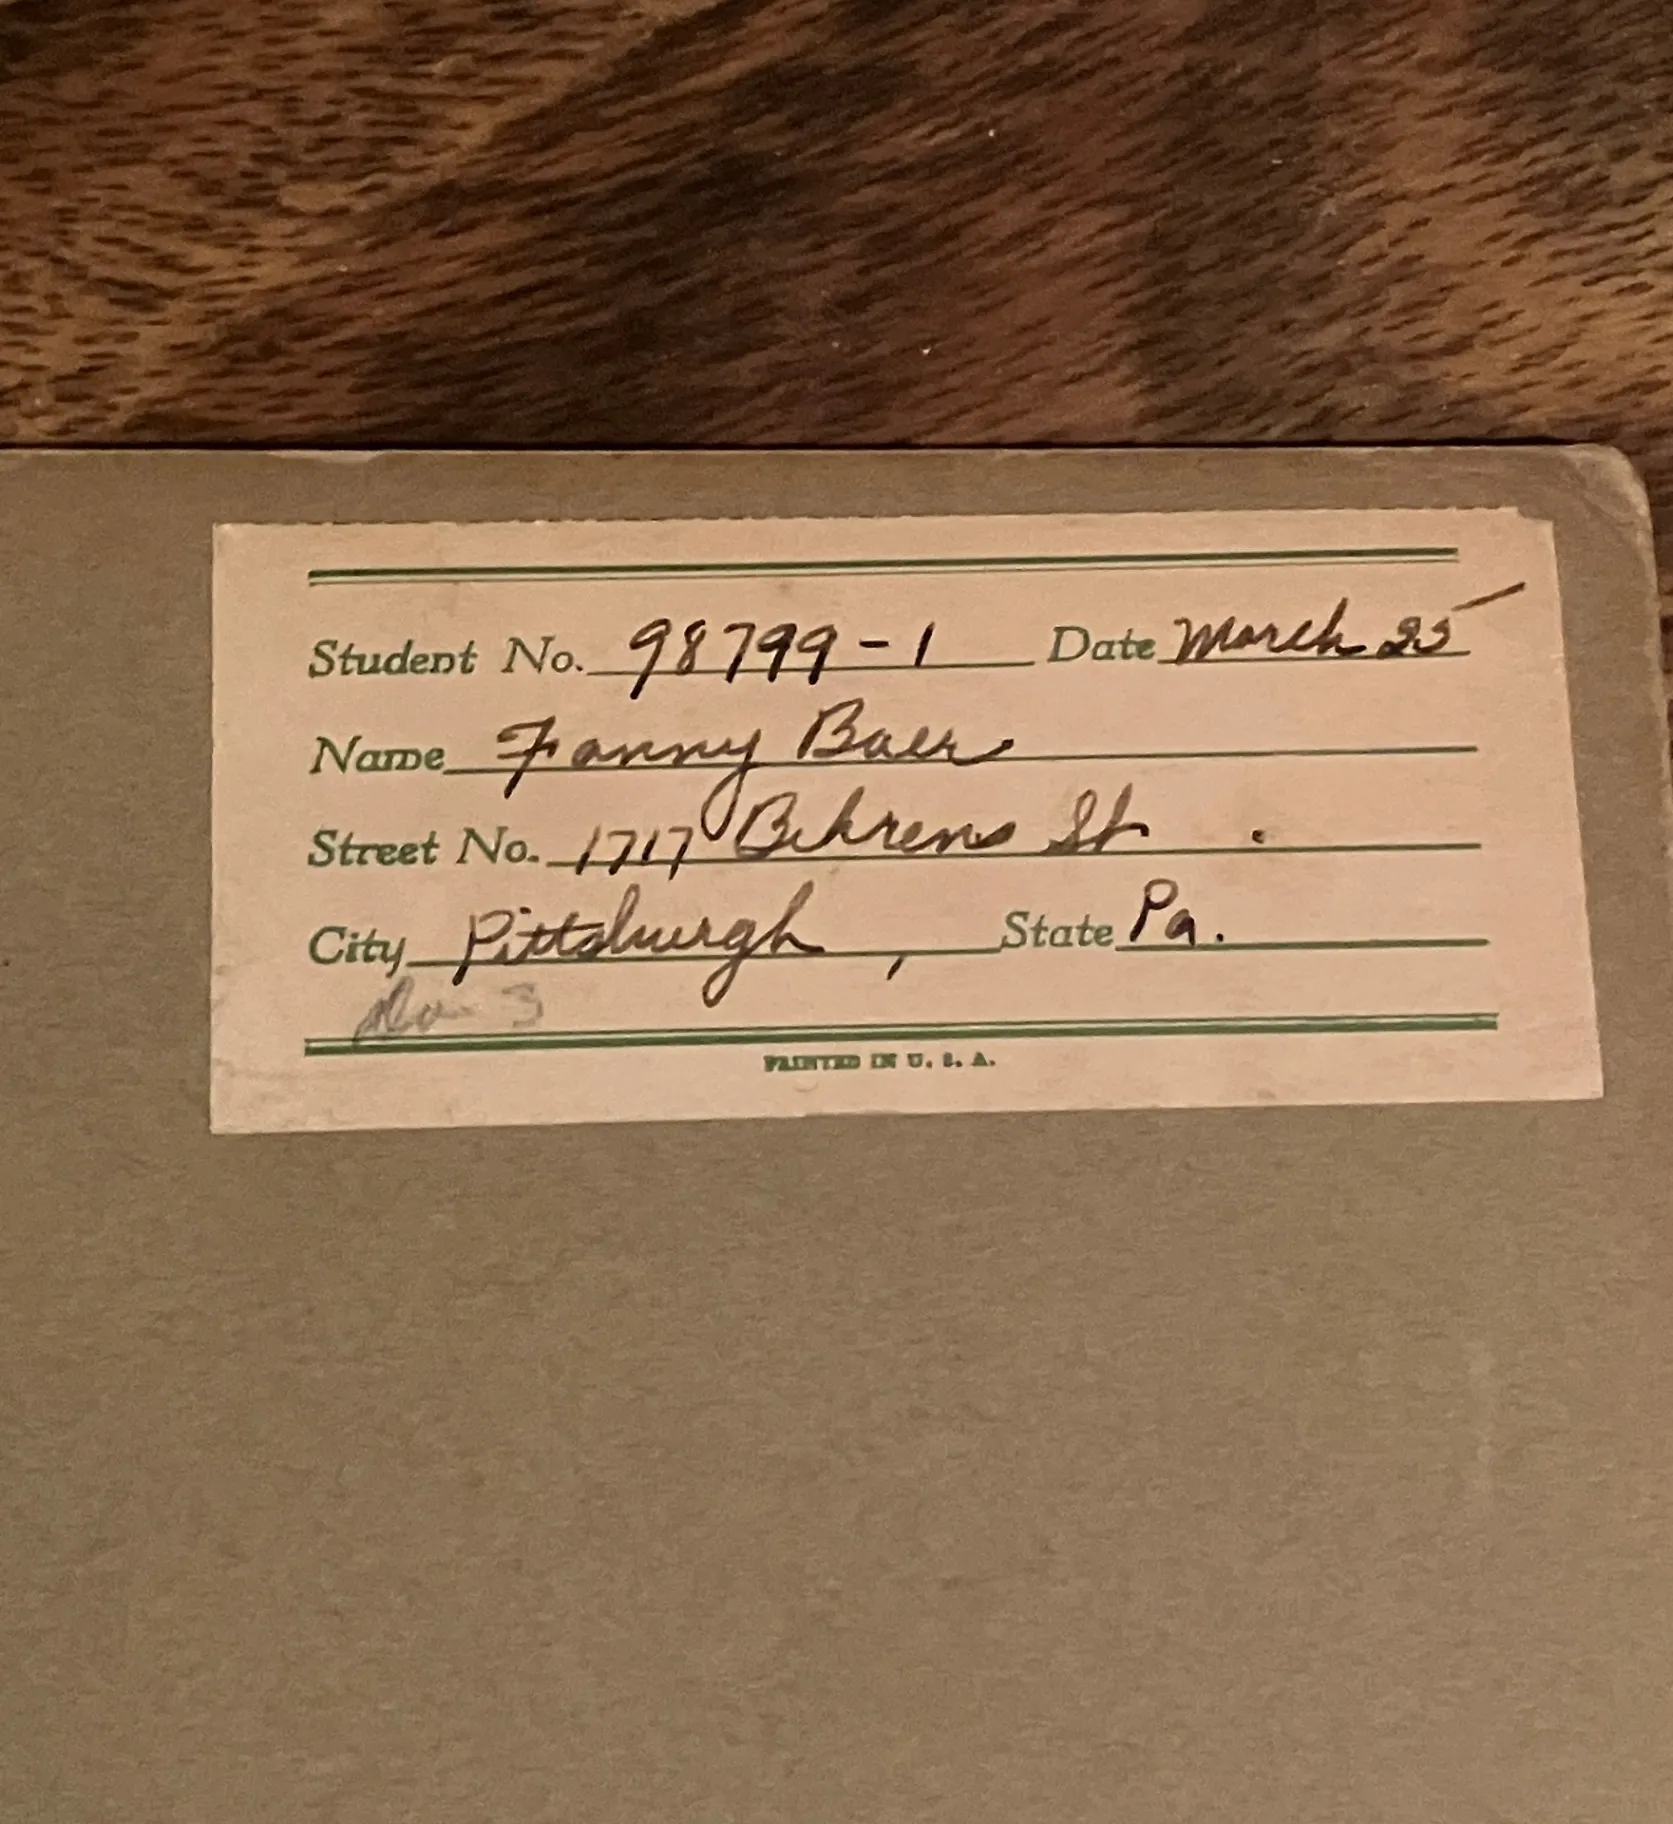 Student No. 98799-1 Date March 25
Name Fanny Baer
Street No. 1717 Behrens St.
City Pittsburgh, State Pa.
3
PRINTED IN U. S. A.